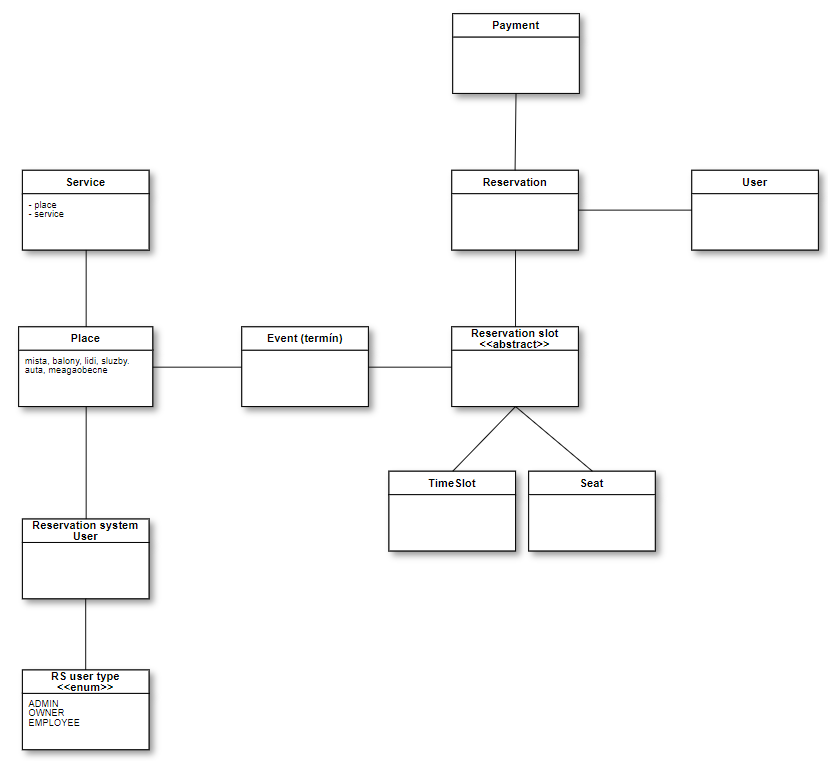 Payment
Service
- place
- service
Reservation
User
Place
mista, balony, lidi, sluzby.
auta, meagaobecne
Event (termín)
Reservation slot
<<abstract>>
TimeSlot
Seat
Reservation system
User
RS user type
<<enum>>
ADMIN
OWNER
EMPLOYEE